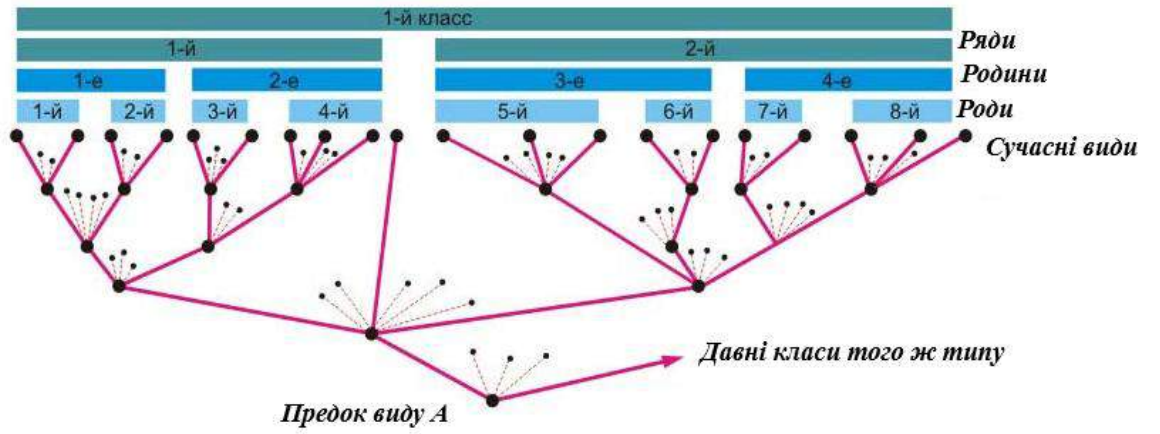 1-й класс
1-й 2-й Ряди
1-е 2-е 3-е 4-е Родини
1-й 2-й 3-й 4-й 5-й 6-й 7-й 8-й Роди
Сучасні види
Давні класи того ж типу
Предок виду А